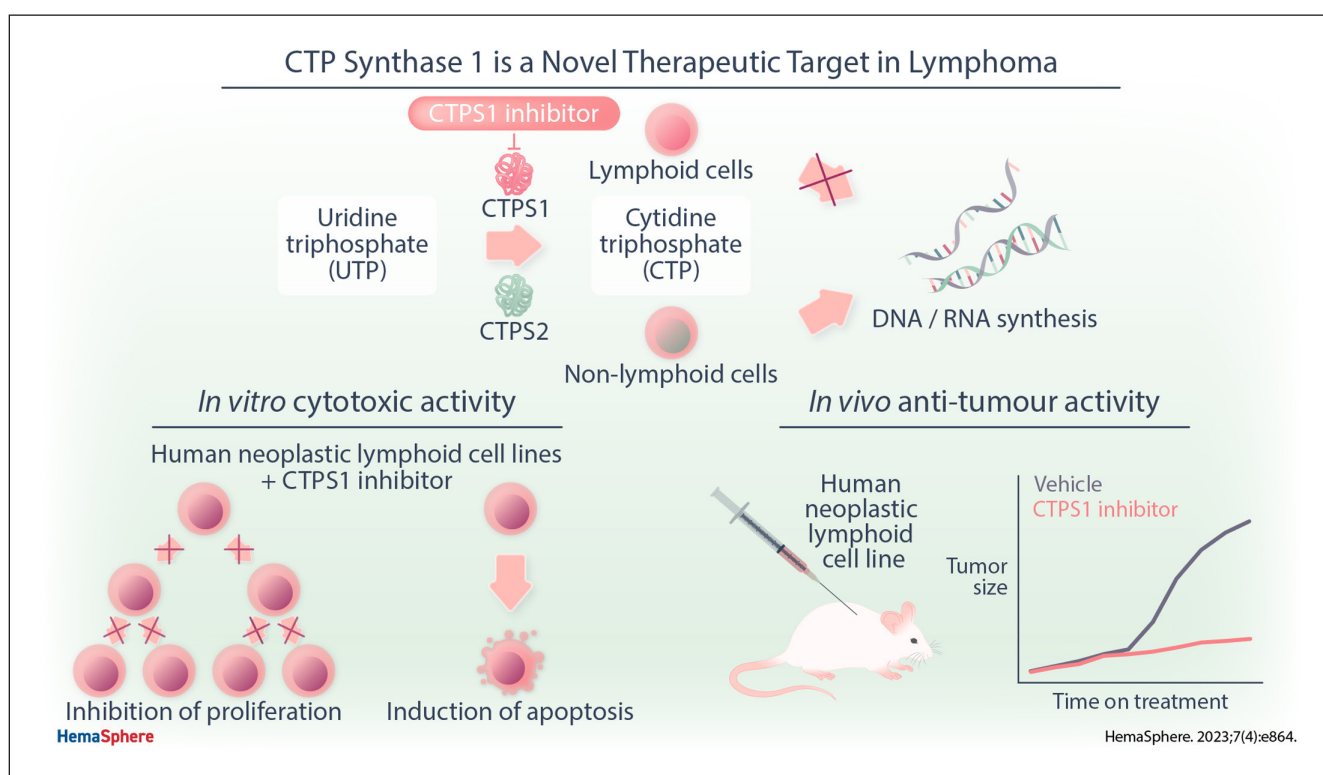 CTP Synthase 1 is a Novel Therapeutic Target in Lymphoma
CTPS1 inhibitor
Lymphoid cells
CTPS1
Uridine
triphosphate
(UTP)
Cytidine
triphosphate
(CTP)
CTPS2
DNA / RNA synthesis
Non-lymphoid cells
In vitro cytotoxic activity
Human neoplastic lymphoid cell lines
+ CTPS1 inhibitor
Inhibition of proliferation
Induction of apoptosis
In vivo anti-tumour activity
Human
neoplastic
lymphoid
cell line
Vehicle
CTPS1 inhibitor
Tumor
size
Time on treatment
HemaSphere
HemaSphere. 2023;7(4):e864.